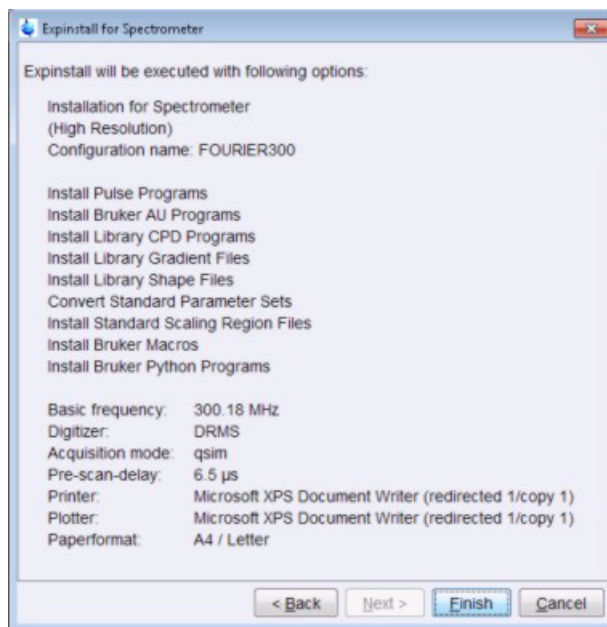 Expinstall for Spectrometer
Expinstall will be executed with following options:
Installation for Spectrometer
(High Resolution)
Configuration name: FOURIER300
Install Pulse Programs
Install Bruker AU Programs
Install Library CPD Programs
Install Library Gradient Files
Install Library Shape Files
Convert Standard Parameter Sets
Install Standard Scaling Region Files
Install Bruker Macros
Install Bruker Python Programs
Basic frequency: 300.18 MHz
Digitizer: DRMS
Acquisition mode: qsim
Pre-scan-delay: 6.5 µs
Printer: Microsoft XPS Document Writer (redirected 1/copy 1)
Plotter: Microsoft XPS Document Writer (redirected 1/copy 1)
Paperformat: A4 / Letter
< Back Next > Finish Cancel